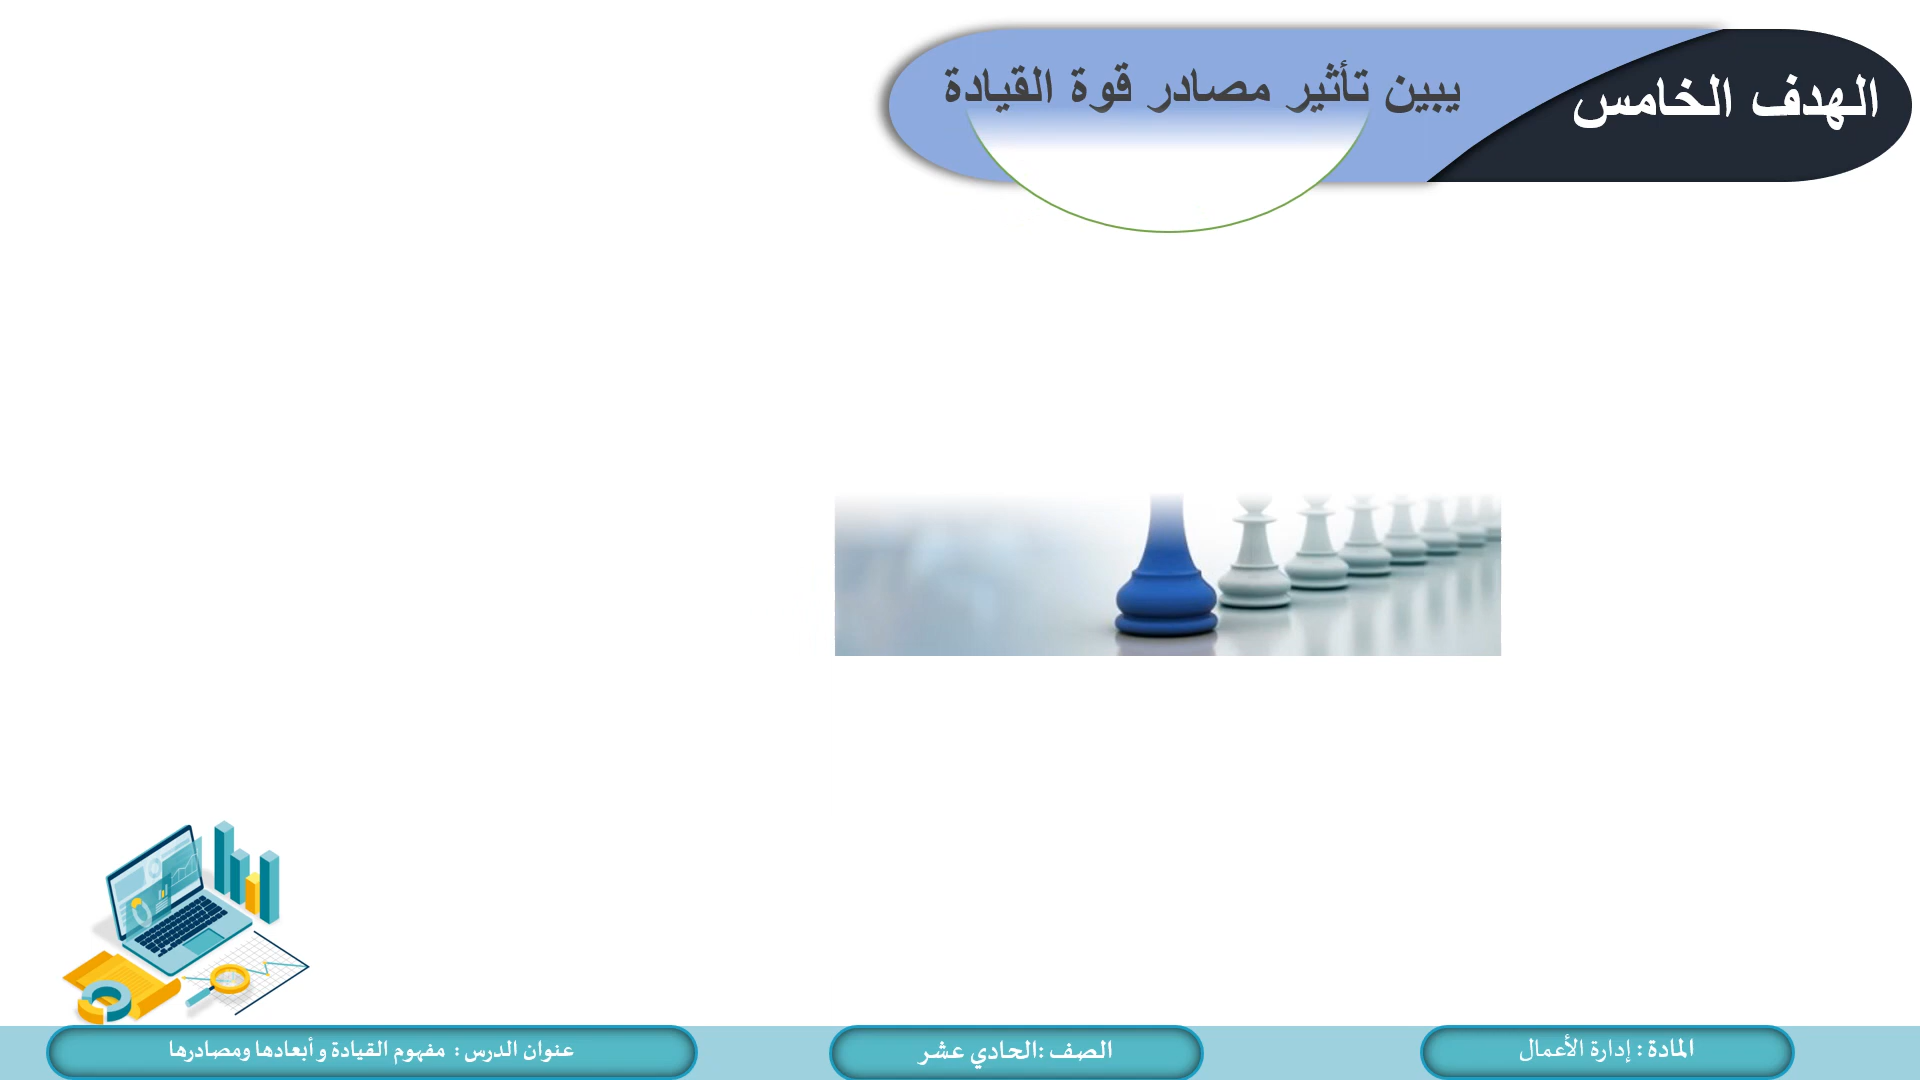 الهدف الخامس
يبين تأثير مصادر قوة القيادة
المادة : إدارة الأعمال
الصف :الحادي عشر
عنوان الدرس : مفهوم القيادة و أبعادها ومصادرها